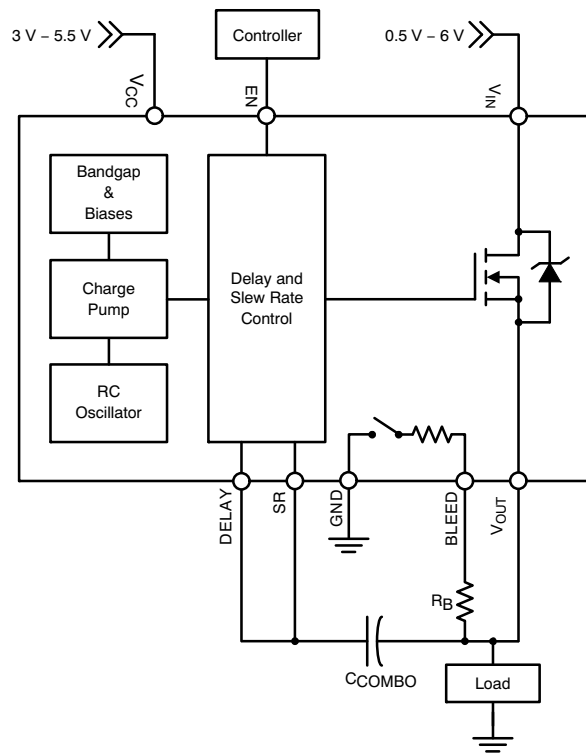 3 V – 5.5 V
Controller
0.5 V – 6 V
VCC
EN
VIN
Bandgap
&
Biases
Charge
Pump
RC
Oscillator
Delay and
Slew Rate
Control
DELAY
SR
GND
BLEED
VOUT
RB
CCOMBO
Load